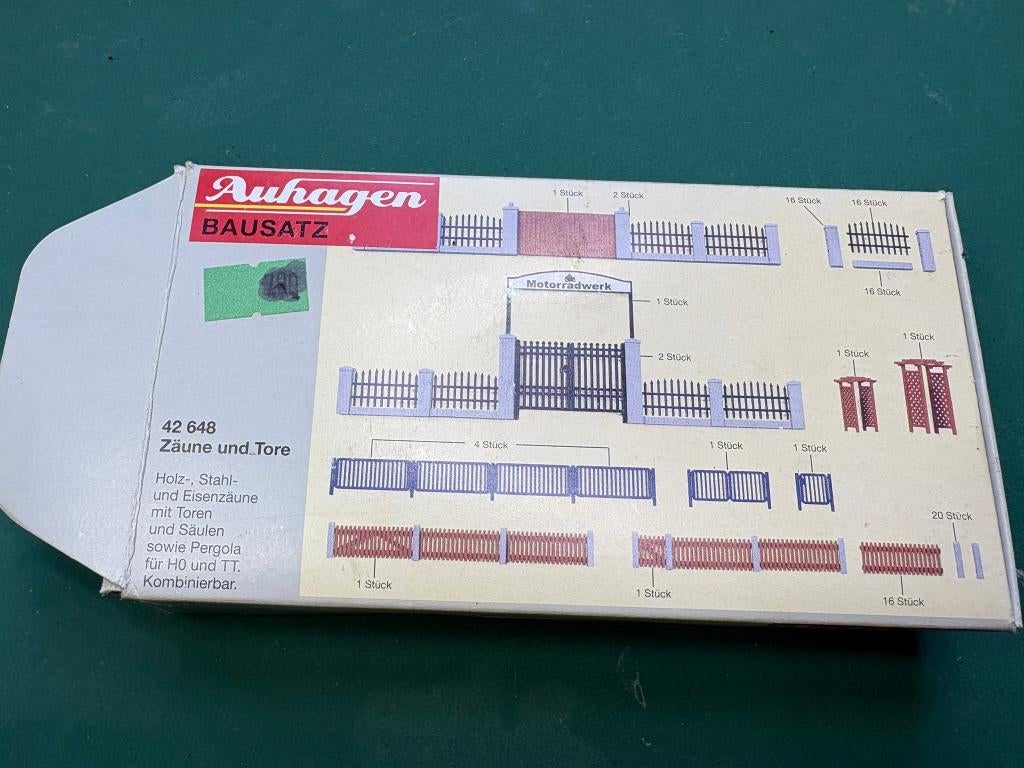 Auhagen
BAUSATZ
1 Stück
2 Stück
16 Stück
16 Stück
16 Stück
Motorradwerk
1 Stück
2 Stück
1 Stück
1 Stück
42 648
Zäune und Tore
Holz-, Stahl-
und Eisenzäune
mit Toren
und Säulen
sowie Pergola
für H0 und TT.
Kombinierbar.
4 Stück
1 Stück
1 Stück
20 Stück
1 Stück
1 Stück
16 Stück